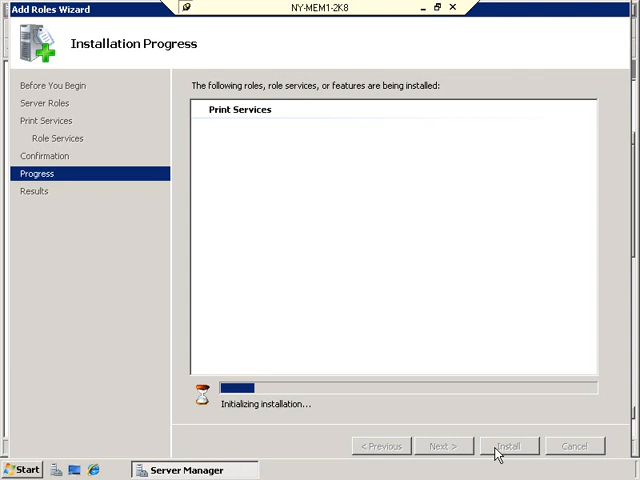 Add Roles Wizard
NY-MEM1-2K8
Installation Progress
Before You Begin
Server Roles
Print Services
Role Services
Confirmation
Progress
Results
The following roles, role services, or features are being installed:
Print Services
Initializing installation...
< Previous
Next >
Install
Cancel
Start
Server Manager